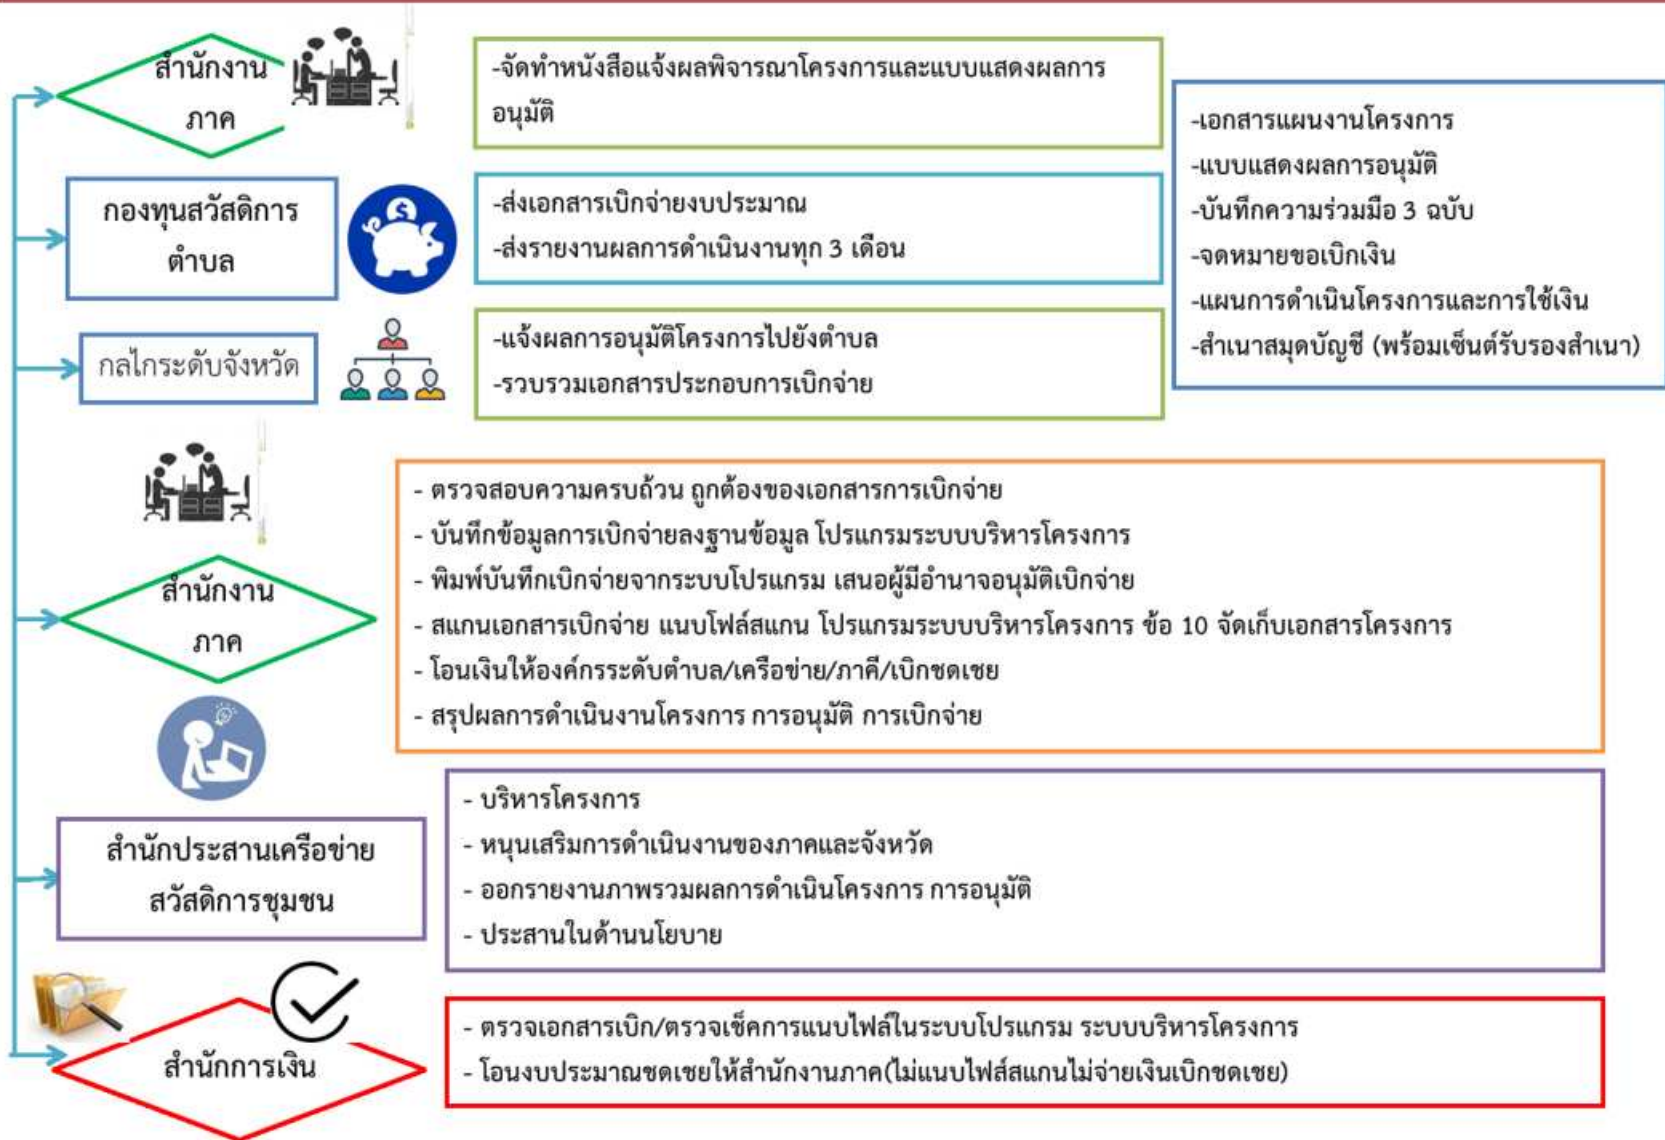 สำนักงาน
ภาค
-จัดทำหนังสือแจ้งผลพิจารณาโครงการและแบบแสดงผลการ
อนุมัติ
กองทุนสวัสดิการ
ตำบล
-ส่งเอกสารเบิกจ่ายงบประมาณ
-ส่งรายงานผลการดำเนินงานทุก 3 เดือน
-เอกสารแผนงานโครงการ
-แบบแสดงผลการอนุมัติ
-บันทึกความร่วมมือ 3 ฉบับ
-จดหมายขอเบิกเงิน
-แผนการดำเนินโครงการและการใช้เงิน
-สำเนาสมุดบัญชี (พร้อมเซ็นต์รับรองสำเนา)
กลไกระดับจังหวัด
-แจ้งผลการอนุมัติโครงการไปยังตำบล
-รวบรวมเอกสารประกอบการเบิกจ่าย
สำนักงาน
ภาค
- ตรวจสอบความครบถ้วน ถูกต้องของเอกสารการเบิกจ่าย
- บันทึกข้อมูลการเบิกจ่ายลงฐานข้อมูล โปรแกรมระบบบริหารโครงการ
- พิมพ์บันทึกเบิกจ่ายจากระบบโปรแกรม เสนอผู้มีอำนาจอนุมัติเบิกจ่าย
- สแกนเอกสารเบิกจ่าย แนบไฟล์สแกน โปรแกรมระบบบริหารโครงการ ข้อ 10 จัดเก็บเอกสารโครงการ
- โอนเงินให้องค์กรระดับตำบล/เครือข่าย/ภาคี/เบิกชดเชย
- สรุปผลการดำเนินงานโครงการ การอนุมัติ การเบิกจ่าย
สำนักประสานเครือข่าย
สวัสดิการชุมชน
- บริหารโครงการ
- หนุนเสริมการดำเนินงานของภาคและจังหวัด
- ออกรายงานภาพรวมผลการดำเนินโครงการ การอนุมัติ
- ประสานในด้านนโยบาย
สำนักการเงิน
- ตรวจเอกสารเบิก/ตรวจเช็คการแนบไฟล์ในระบบโปรแกรม ระบบบริหารโครงการ
- โอนงบประมาณชดเชยให้สำนักงานภาค(ไม่แนบไฟล์สแกนไม่จ่ายเงินเบิกชดเชย)